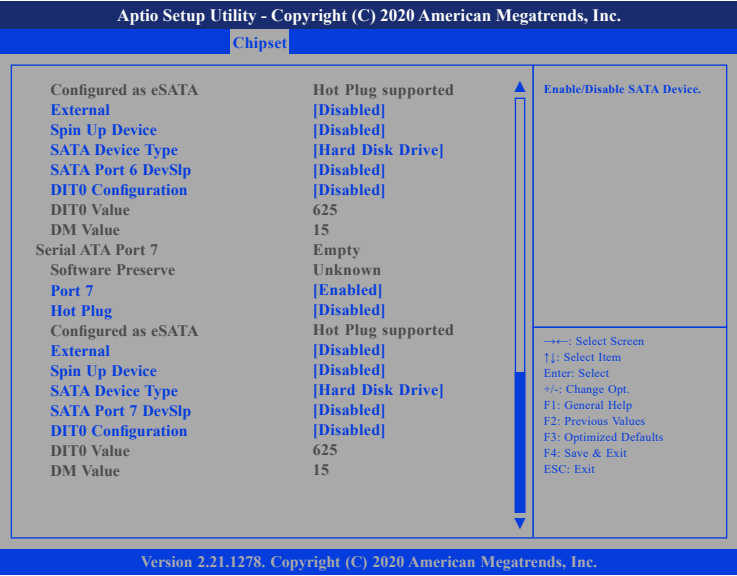 Aptio Setup Utility - Copyright (C) 2020 American Megatrends, Inc.
Chipset
Configured as eSATA Hot Plug supported
External [Disabled]
Spin Up Device [Disabled]
SATA Device Type [Hard Disk Drive]
SATA Port 6 DevSlp [Disabled]
DIT0 Configuration [Disabled]
DIT0 Value 625
DM Value 15
Serial ATA Port 7 Empty
Software Preserve Unknown
Port 7 [Enabled]
Hot Plug [Disabled]
Configured as eSATA Hot Plug supported
External [Disabled]
Spin Up Device [Disabled]
SATA Device Type [Hard Disk Drive]
SATA Port 7 DevSlp [Disabled]
DIT0 Configuration [Disabled]
DIT0 Value 625
DM Value 15
Enable/Disable SATA Device.
→←: Select Screen
↑↓: Select Item
Enter: Select
+/-: Change Opt.
F1: General Help
F2: Previous Values
F3: Optimized Defaults
F4: Save & Exit
ESC: Exit
Version 2.21.1278. Copyright (C) 2020 American Megatrends, Inc.